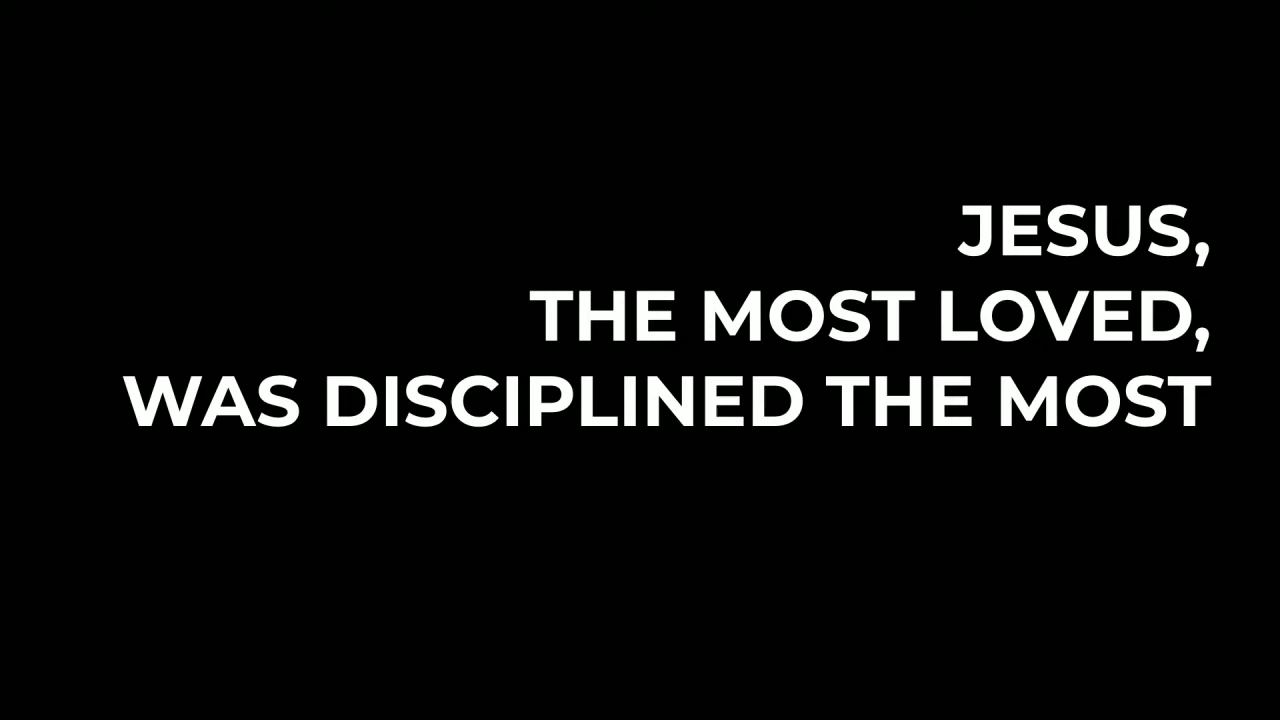 JESUS,
THE MOST LOVED,
WAS DISCIPLINED THE MOST